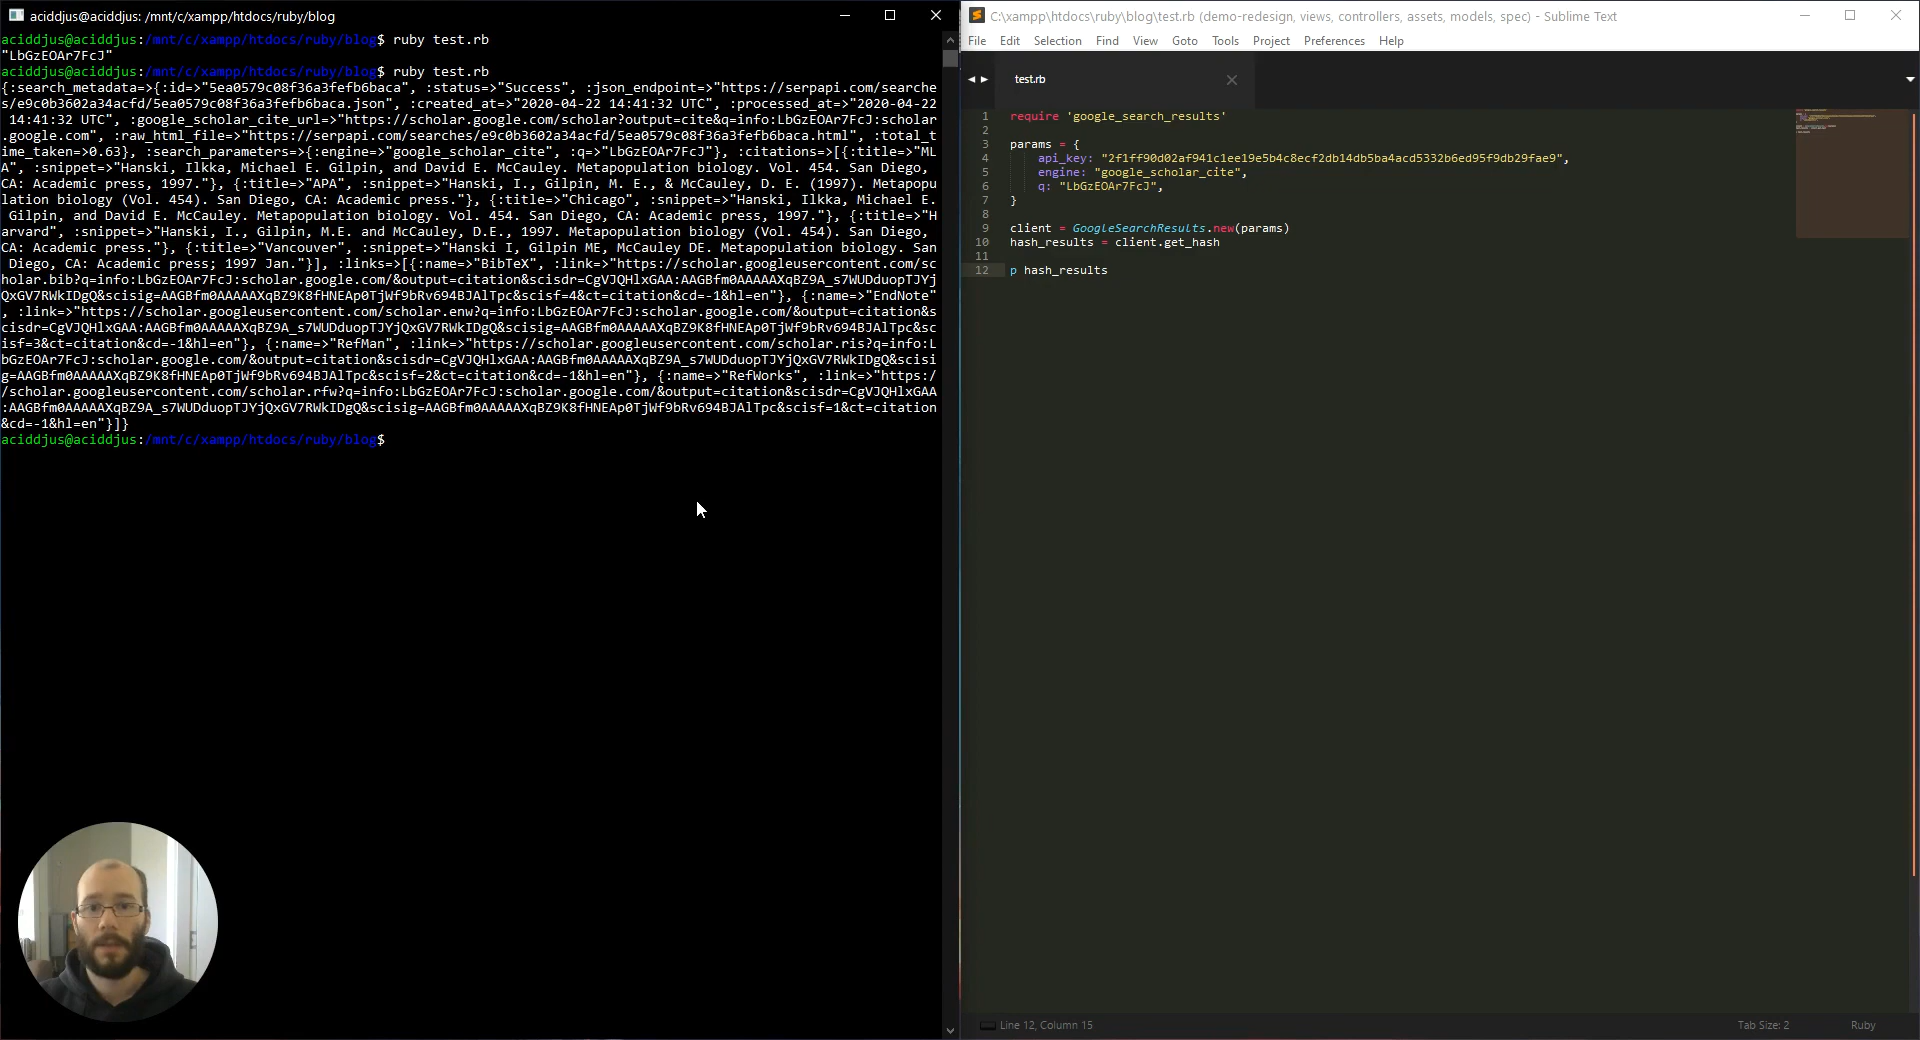 aciddjus@aciddjus: /mnt/c/xampp/htdocs/ruby/blog
aciddjus@aciddjus:/mnt/c/xampp/htdocs/ruby/blog$ ruby test.rb
"LbGzEOAr7FcJ"
aciddjus@aciddjus:/mnt/c/xampp/htdocs/ruby/blog$ ruby test.rb
{:search_metadata=>{:id=>"5ea0579c08f36a3fefb6baca", :status=>"Success", :json_endpoint=>"https://serpapi.com/searche
s/e9c0b3602a34acfd/5ea0579c08f36a3fefb6baca.json", :created_at=>"2020-04-22 14:41:32 UTC", :processed_at=>"2020-04-22
14:41:32 UTC", :google_scholar_cite_url=>"https://scholar.google.com/scholar?output=cite&q=info:LbGzEOAr7FcJ:scholar
.google.com", :raw_html_file=>"https://serpapi.com/searches/e9c0b3602a34acfd/5ea0579c08f36a3fefb6baca.html", :total_t
ime_taken=>0.63}, :search_parameters=>{:engine=>"google_scholar_cite", :q=>"LbGzEOAr7FcJ"}, :citations=>[{:title=>"ML
A", :snippet=>"Hanski, Ilkka, Michael E. Gilpin, and David E. McCauley. Metapopulation biology. Vol. 454. San Diego,
CA: Academic press, 1997."}, {:title=>"APA", :snippet=>"Hanski, I., Gilpin, M. E., & McCauley, D. E. (1997). Metapopu
lation biology (Vol. 454). San Diego, CA: Academic press."}, {:title=>"Chicago", :snippet=>"Hanski, Ilkka, Michael E.
Gilpin, and David E. McCauley. Metapopulation biology. Vol. 454. San Diego, CA: Academic press, 1997."}, {:title=>"H
arvard", :snippet=>"Hanski, I., Gilpin, M.E. and McCauley, D.E., 1997. Metapopulation biology (Vol. 454). San Diego,
CA: Academic press."}, {:title=>"Vancouver", :snippet=>"Hanski I, Gilpin ME, McCauley DE. Metapopulation biology. San
Diego, CA: Academic press; 1997 Jan."}], :links=>[{:name=>"BibTeX", :link=>"https://scholar.googleusercontent.com/sc
holar.bib?q=info:LbGzEOAr7FcJ:scholar.google.com/&output=citation&scisdr=CgVJQHlxGAA:AAGBfm0AAAAAXqBZ9A_s7WUDduopTJYj
QxGV7RWkIDgQ&scisig=AAGBfm0AAAAAXqBZ9K8fHNEAp0TjWf9bRv694BJAlTpc&scisf=4&ct=citation&cd=-1&hl=en"}, {:name=>"EndNote"
, :link=>"https://scholar.googleusercontent.com/scholar.enw?q=info:LbGzEOAr7FcJ:scholar.google.com/&output=citation&s
cisdr=CgVJQHlxGAA:AAGBfm0AAAAAXqBZ9A_s7WUDduopTJYjQxGV7RWkIDgQ&scisig=AAGBfm0AAAAAXqBZ9K8fHNEAp0TjWf9bRv694BJAlTpc&sc
isf=3&ct=citation&cd=-1&hl=en"}, {:name=>"RefMan", :link=>"https://scholar.googleusercontent.com/scholar.ris?q=info:L
bGzEOAr7FcJ:scholar.google.com/&output=citation&scisdr=CgVJQHlxGAA:AAGBfm0AAAAAXqBZ9A_s7WUDduopTJYjQxGV7RWkIDgQ&scisi
g=AAGBfm0AAAAAXqBZ9K8fHNEAp0TjWf9bRv694BJAlTpc&scisf=2&ct=citation&cd=-1&hl=en"}, {:name=>"RefWorks", :link=>"https:/
/scholar.googleusercontent.com/scholar.rfw?q=info:LbGzEOAr7FcJ:scholar.google.com/&output=citation&scisdr=CgVJQHlxGAA
:AAGBfm0AAAAAXqBZ9A_s7WUDduopTJYjQxGV7RWkIDgQ&scisig=AAGBfm0AAAAAXqBZ9K8fHNEAp0TjWf9bRv694BJAlTpc&scisf=1&ct=citation
&cd=-1&hl=en"}]}
aciddjus@aciddjus:/mnt/c/xampp/htdocs/ruby/blog$
C:\xampp\htdocs\ruby\blog\test.rb (demo-redesign, views, controllers, assets, models, spec) - Sublime Text
File Edit Selection Find View Goto Tools Project Preferences Help
test.rb
1 require 'google_search_results'
2
3 params = {
4 api_key: "2f1ff90d02af941c1ee19e5b4c8ecf2db14db5ba4acd5332b6ed95f9db29fae9",
5 engine: "google_scholar_cite",
6 q: "LbGzEOAr7FcJ",
7 }
8
9 client = GoogleSearchResults.new(params)
10 hash_results = client.get_hash
11
12 p hash_results
Line 12, Column 15
Tab Size: 2
Ruby